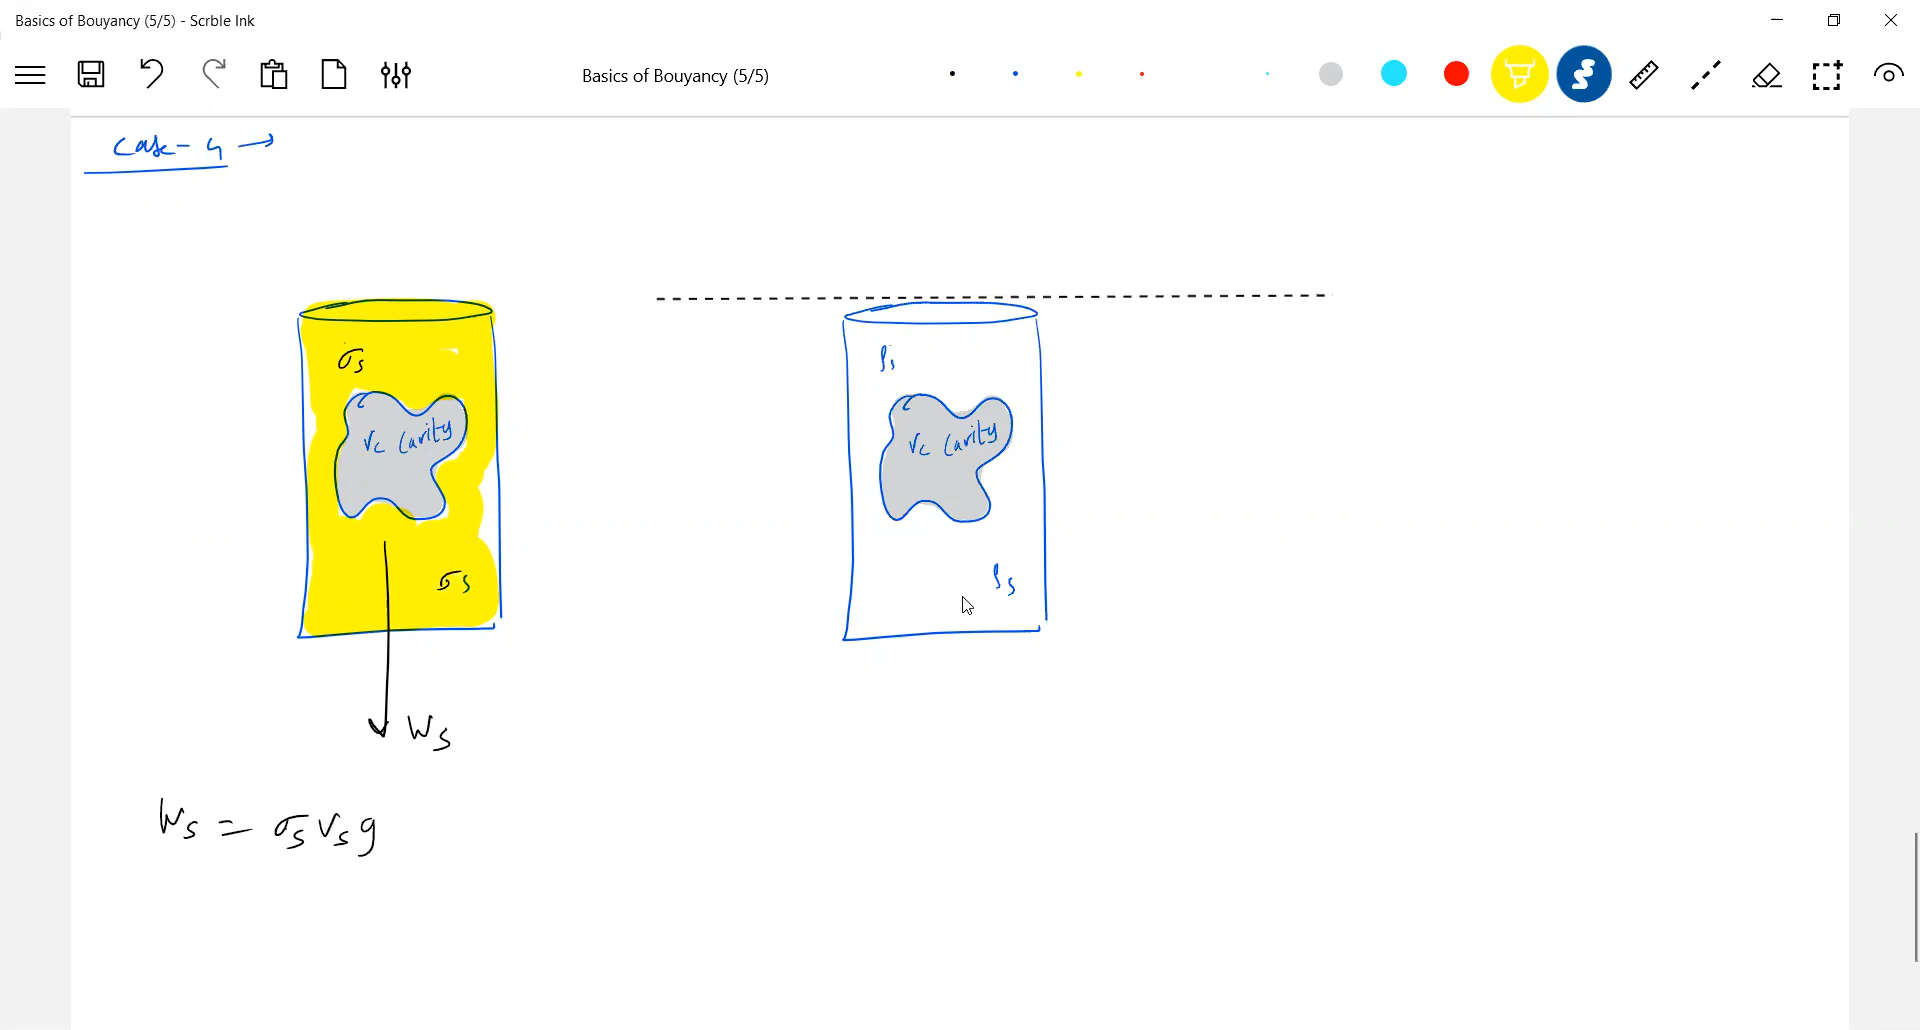 Basics of Bouyancy (5/5) - Scrble Ink
Basics of Bouyancy (5/5)
Case - 4 →
σs
Vc Cavity
σs
Ws
ρs
Vc Cavity
ρs
Ws = σs Vs g